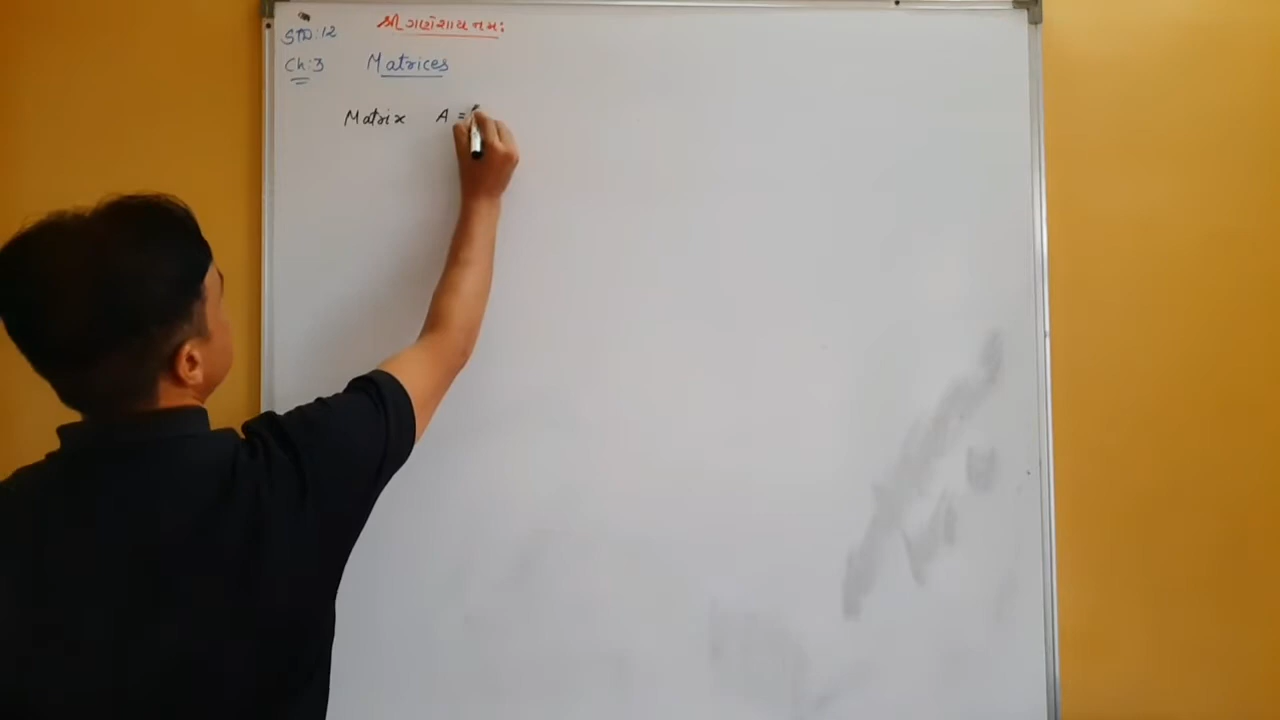 શ્રી ગણેશાય નમ:
STD:12
Ch:3 Matrices
Matrix A =